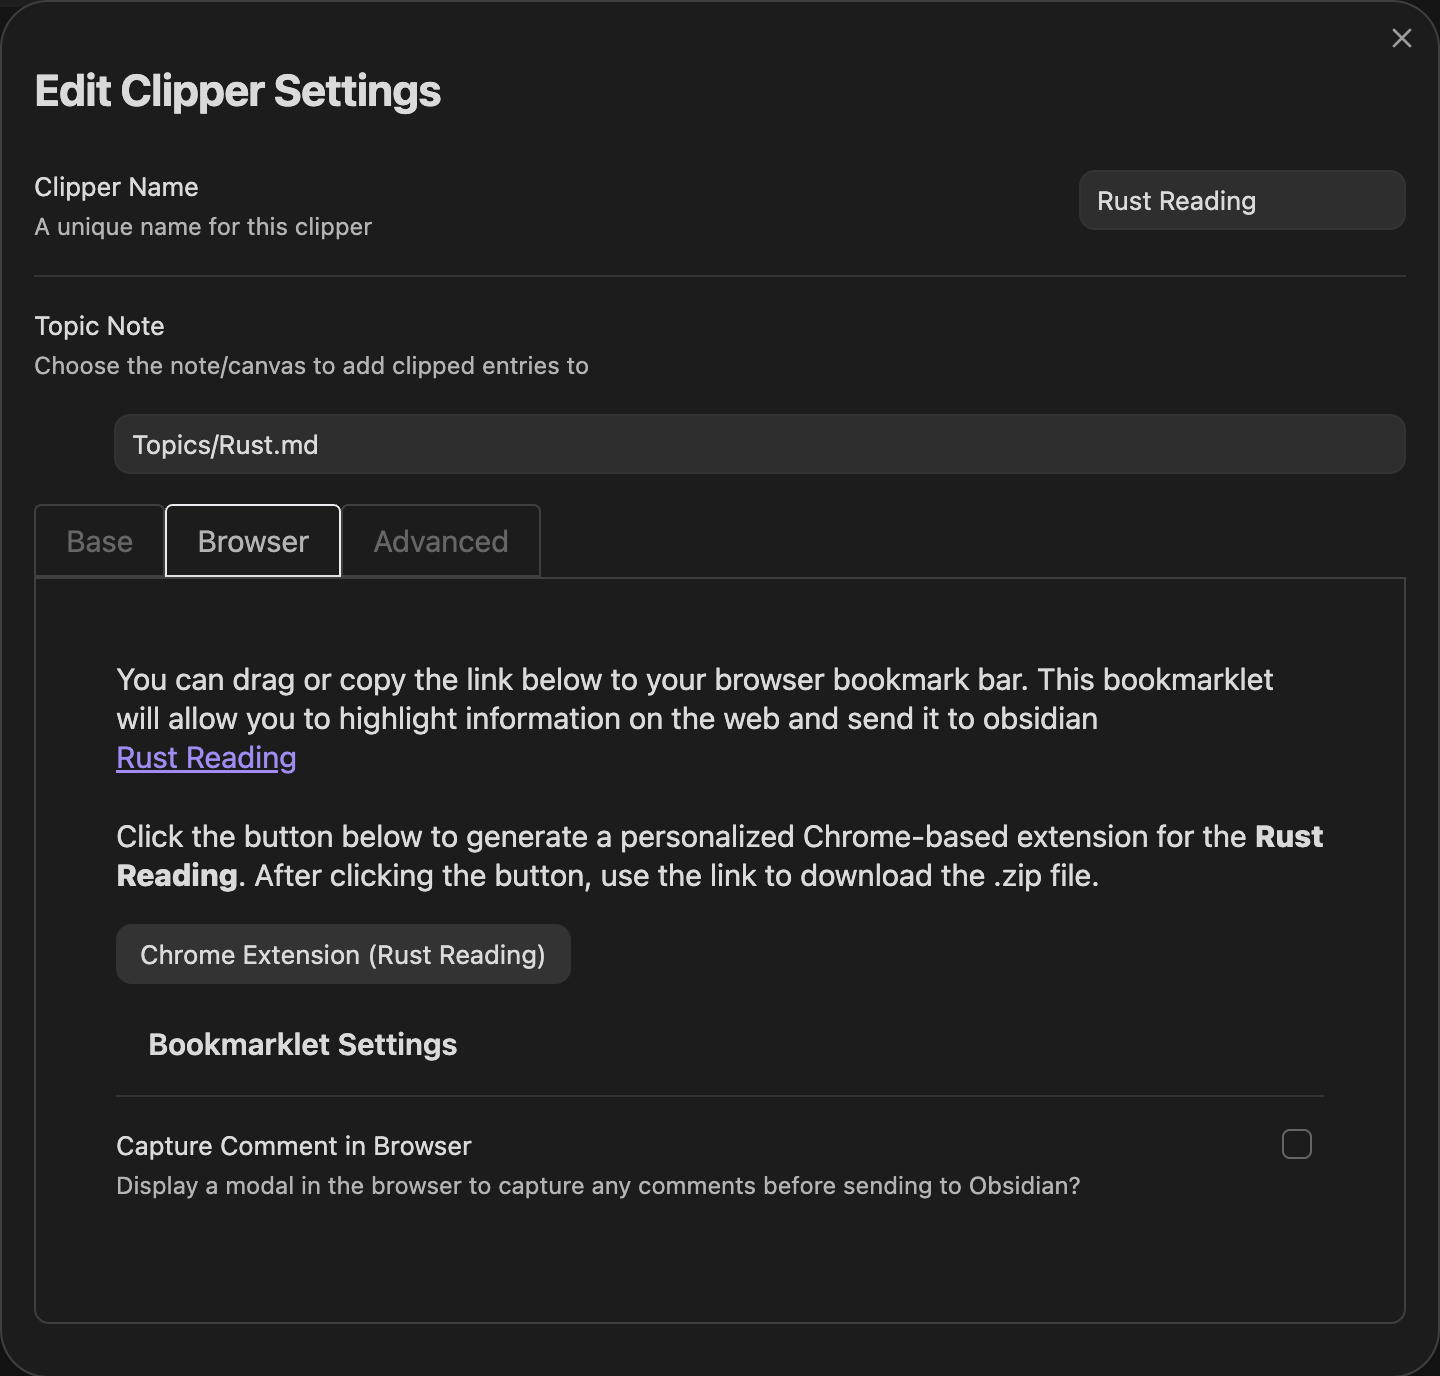 Edit Clipper Settings
Clipper Name
A unique name for this clipper
Rust Reading
Topic Note
Choose the note/canvas to add clipped entries to
Topics/Rust.md
Base
Browser
Advanced
You can drag or copy the link below to your browser bookmark bar. This bookmarklet
will allow you to highlight information on the web and send it to obsidian
Rust Reading
Click the button below to generate a personalized Chrome-based extension for the Rust
Reading. After clicking the button, use the link to download the .zip file.
Chrome Extension (Rust Reading)
Bookmarklet Settings
Capture Comment in Browser
Display a modal in the browser to capture any comments before sending to Obsidian?